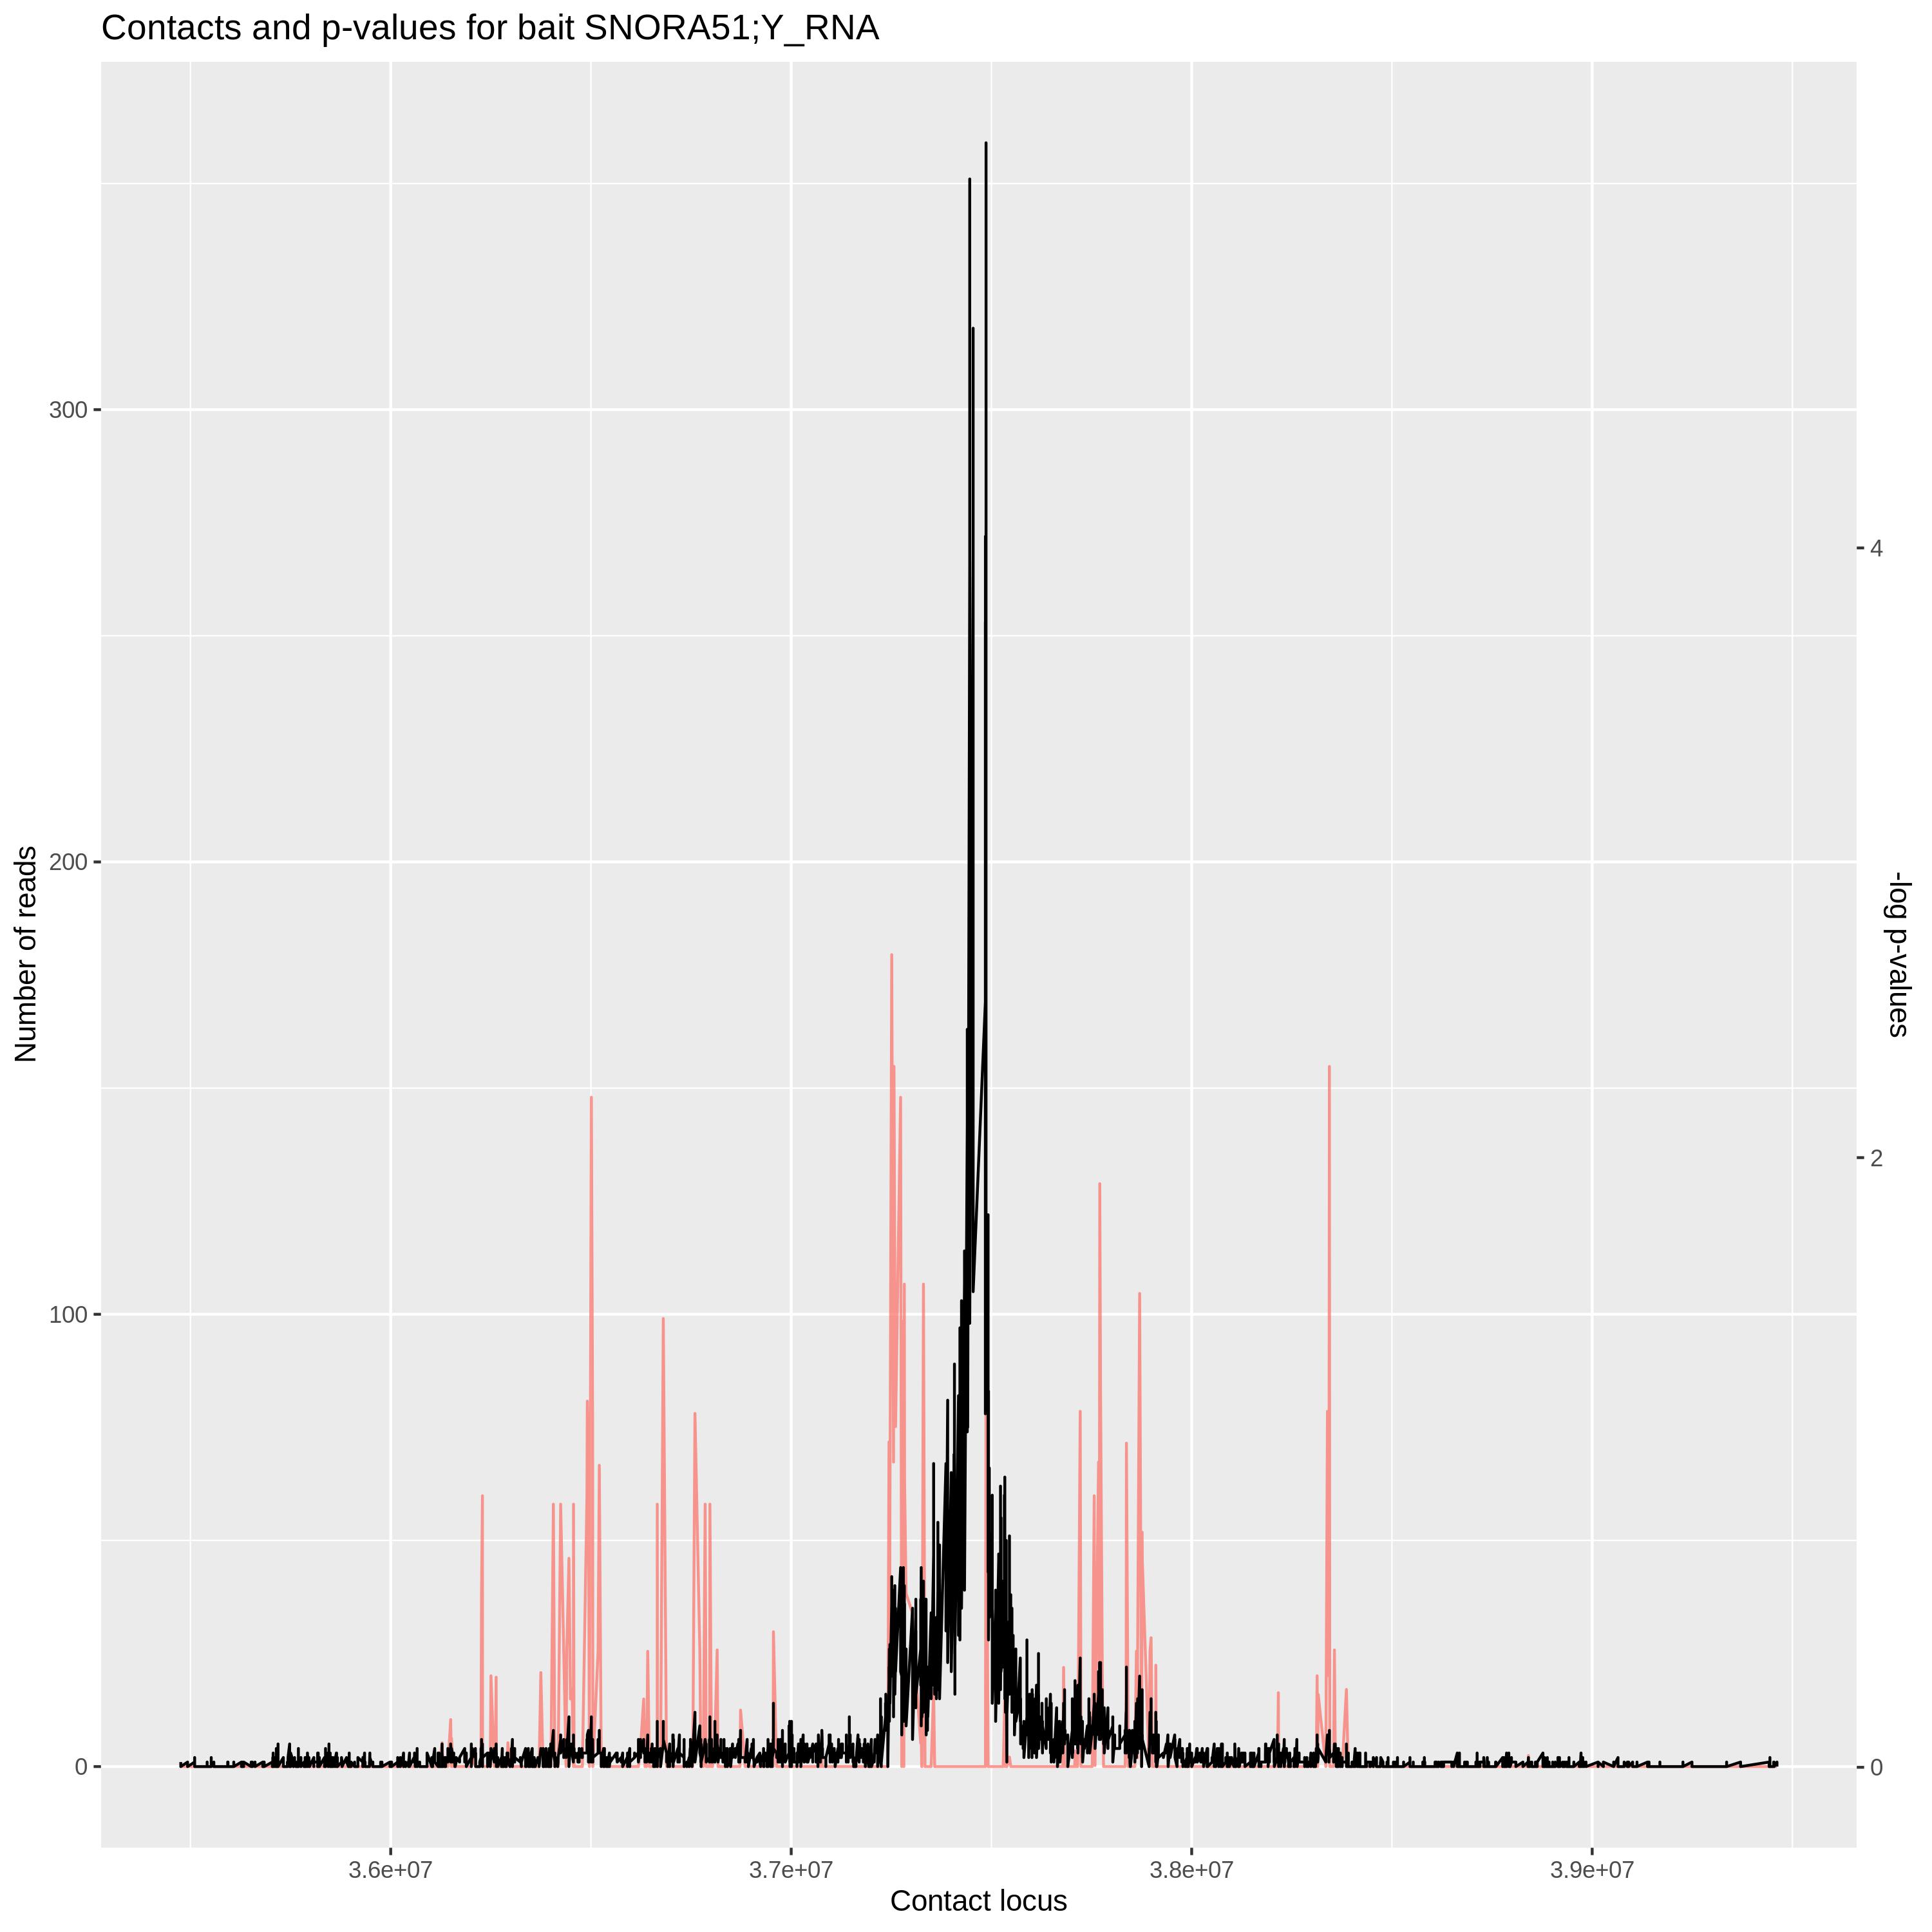 Contacts and p-values for bait SNORA51;Y_RNA
300
200
100
0
Number of reads
4
2
0
-log p-values
3.6e+07
3.7e+07
3.8e+07
3.9e+07
Contact locus